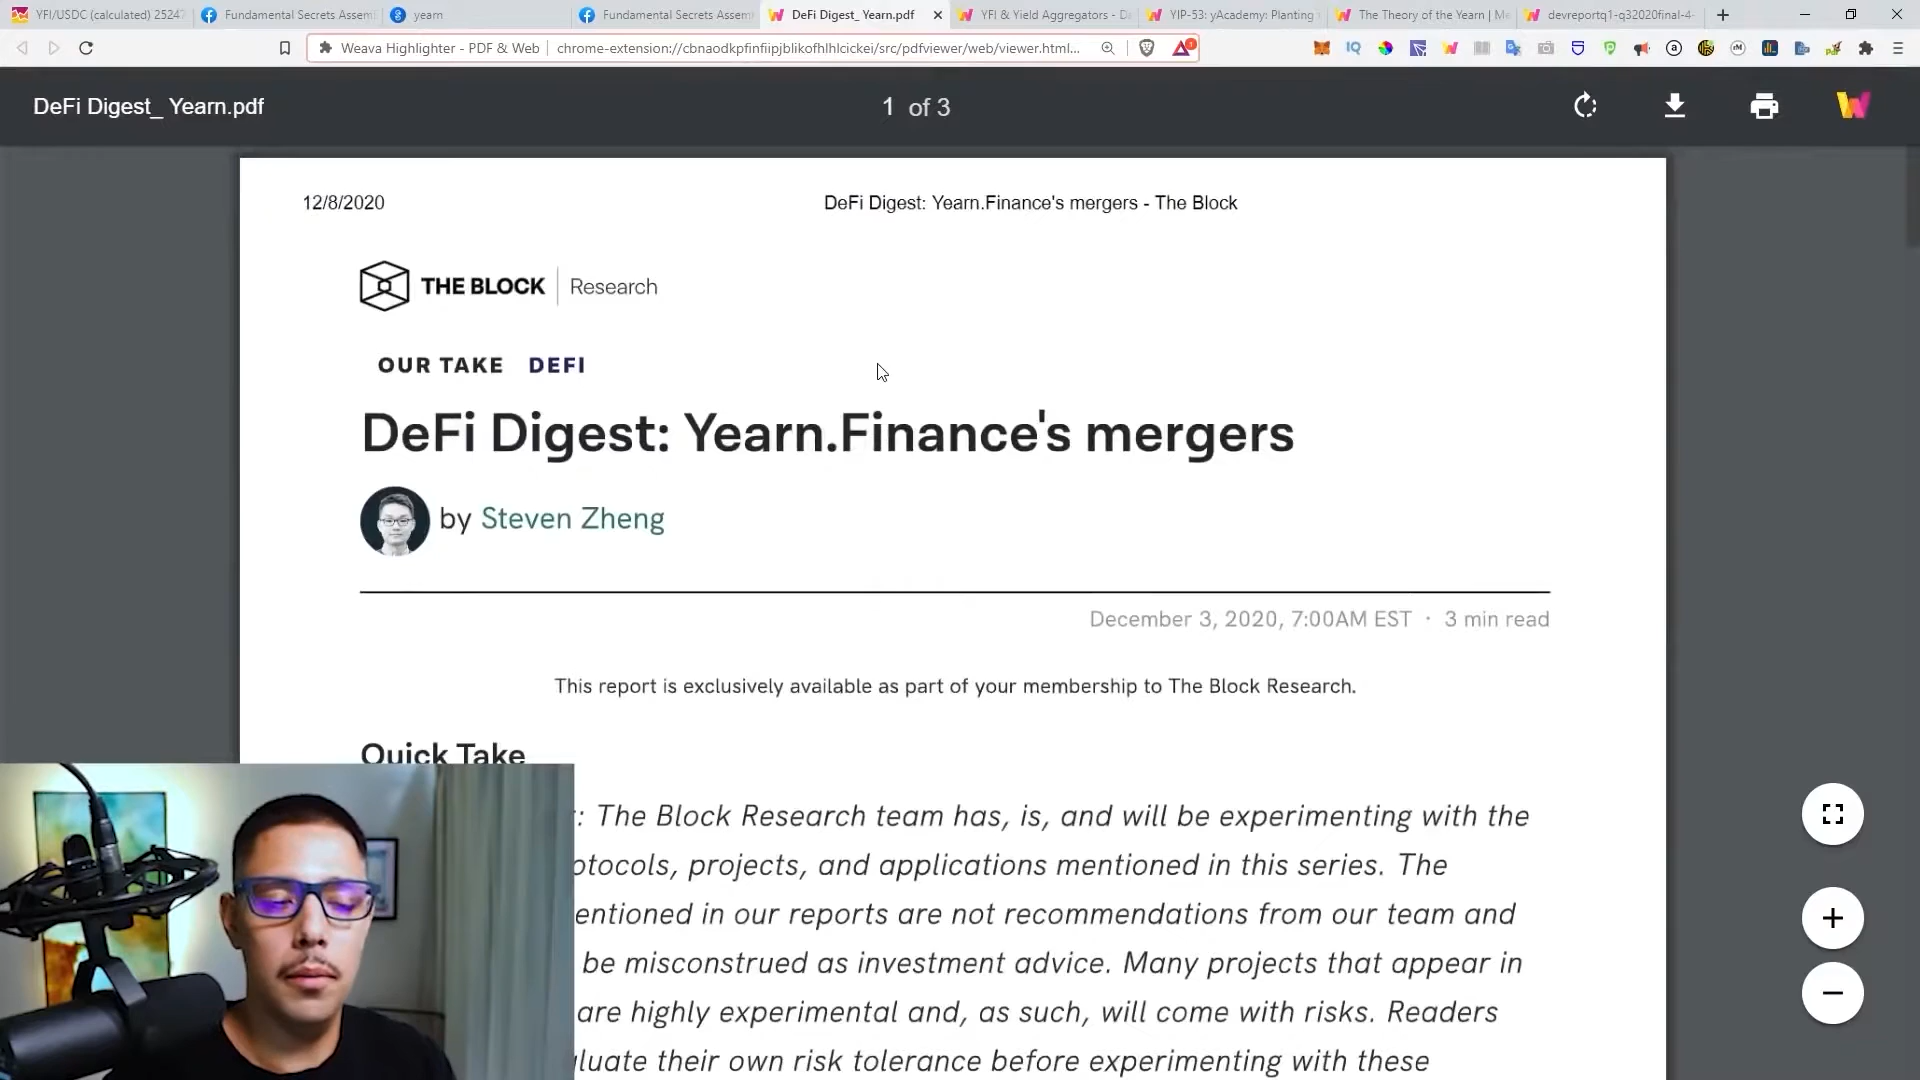 YFI/USDC (calculated) 25247
Fundamental Secrets Assem
yearn
Fundamental Secrets Assem
DeFi Digest_ Yearn.pdf
YFI & Yield Aggregators - D
YIP-53: yAcademy: Planting
The Theory of the Yearn | M
devreportq1-q32020final-4
Weava Highlighter - PDF & Web
chrome-extension://cbnaodkpfinfiipjblikofhlhlcickei/src/pdfviewer/web/viewer.html...
DeFi Digest_ Yearn.pdf
1 of 3
12/8/2020
DeFi Digest: Yearn.Finance's mergers - The Block
THE BLOCK
Research
OUR TAKE DEFI
DeFi Digest: Yearn.Finance's mergers
by Steven Zheng
December 3, 2020, 7:00AM EST · 3 min read
This report is exclusively available as part of your membership to The Block Research.
Quick Take
: The Block Research team has, is, and will be experimenting with the
otocols, projects, and applications mentioned in this series. The
entioned in our reports are not recommendations from our team and
be misconstrued as investment advice. Many projects that appear in
are highly experimental and, as such, will come with risks. Readers
luate their own risk tolerance before experimenting with these